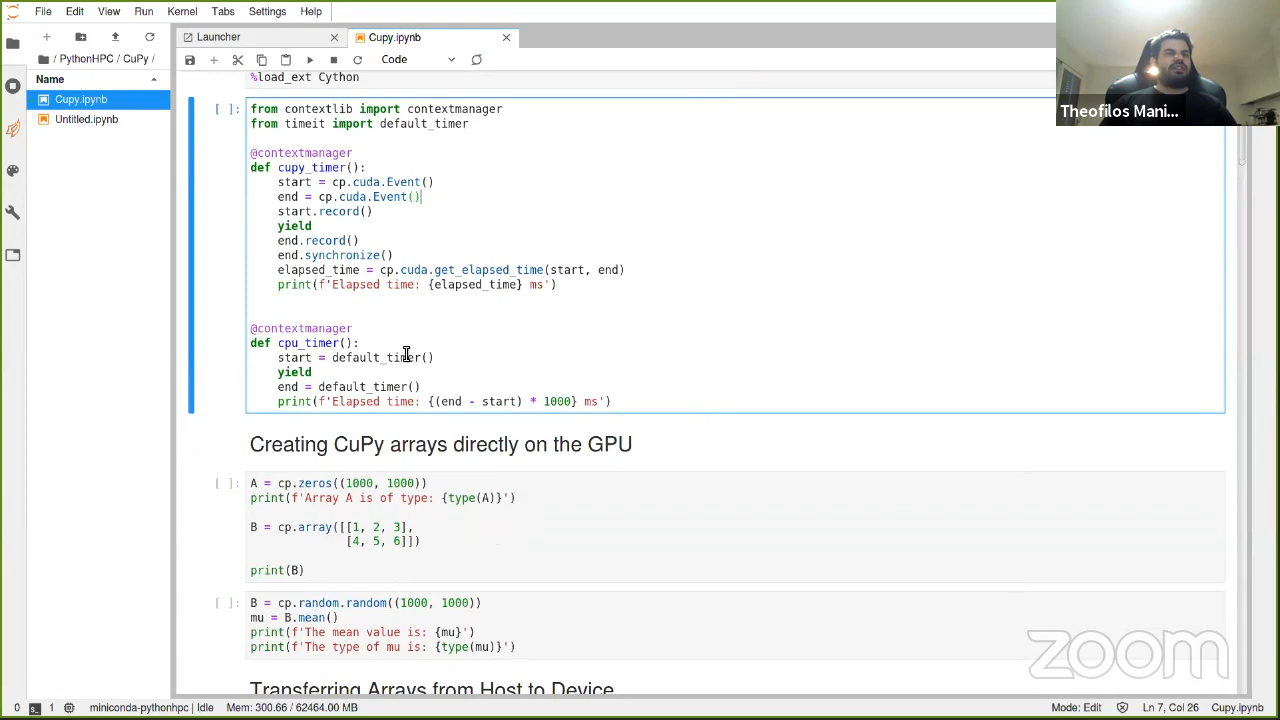 File Edit View Run Kernel Tabs Settings Help
Launcher
Cupy.ipynb
/ PythonHPC / CuPy /
Code
Name
Cupy.ipynb
Untitled.ipynb
%load_ext Cython
[ ]:
from contextlib import contextmanager
from timeit import default_timer
@contextmanager
def cupy_timer():
start = cp.cuda.Event()
end = cp.cuda.Event()
start.record()
yield
end.record()
end.synchronize()
elapsed_time = cp.cuda.get_elapsed_time(start, end)
print(f'Elapsed time: {elapsed_time} ms')
@contextmanager
def cpu_timer():
start = default_timer()
yield
end = default_timer()
print(f'Elapsed time: {(end - start) * 1000} ms')
Creating CuPy arrays directly on the GPU
[ ]:
A = cp.zeros((1000, 1000))
print(f'Array A is of type: {type(A)}')
B = cp.array([[1, 2, 3],
[4, 5, 6]])
print(B)
[ ]:
B = cp.random.random((1000, 1000))
mu = B.mean()
print(f'The mean value is: {mu}')
print(f'The type of mu is: {type(mu)}')
Transferring Arrays from Host to Device
Theofilos Mani...
zoom
0 1 miniconda-pythonhpc | Idle Mem: 300.66 / 62464.00 MB Mode: Edit Ln 7, Col 26 Cupy.ipynb